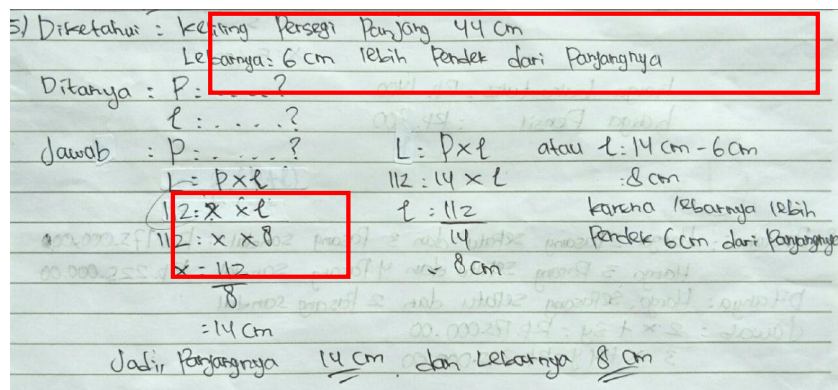 5) Diketahui : keliling Persegi Panjang 44 cm
Lebarnya: 6 cm lebih Pendek dari Panjangnya
Ditanya : P: . . . . ?
l : . . . . ?
Jawab : P: . . . . ?
L = P x l
112 : x x l
112 : x x 8
x = 112
8
= 14 cm
L : P x l
112 : 14 x l
l : 112
14
= 8 cm
atau l : 14 cm - 6 cm
: 8 cm
karena lebarnya lebih
Pendek 6 cm dari Panjangnya
Jadi, Panjangnya 14 cm dan Lebarnya 8 cm